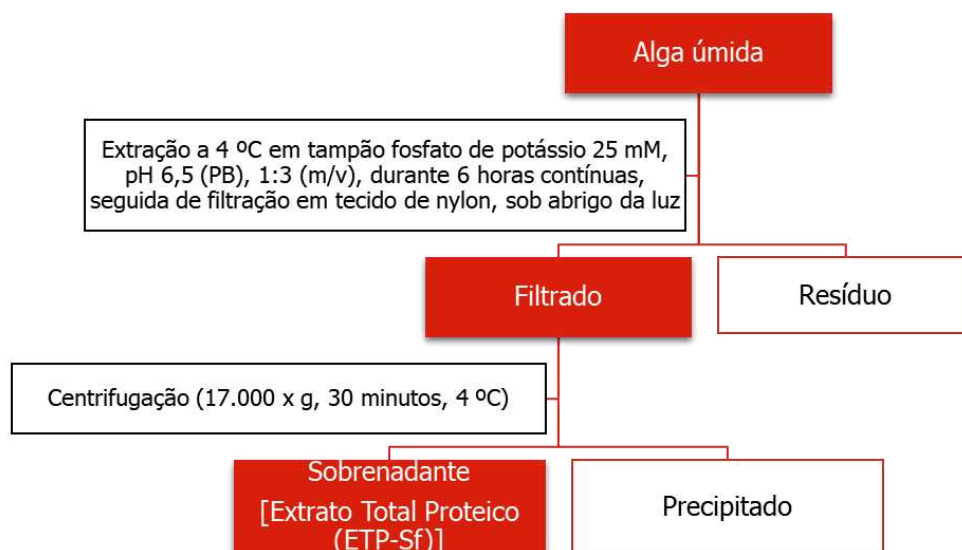 Alga úmida
Extração a 4 ºC em tampão fosfato de potássio 25 mM,
pH 6,5 (PB), 1:3 (m/v), durante 6 horas contínuas,
seguida de filtração em tecido de nylon, sob abrigo da luz
Filtrado
Resíduo
Centrifugação (17.000 x g, 30 minutos, 4 ºC)
Sobrenadante
[Extrato Total Proteico
(ETP-Sf)]
Precipitado